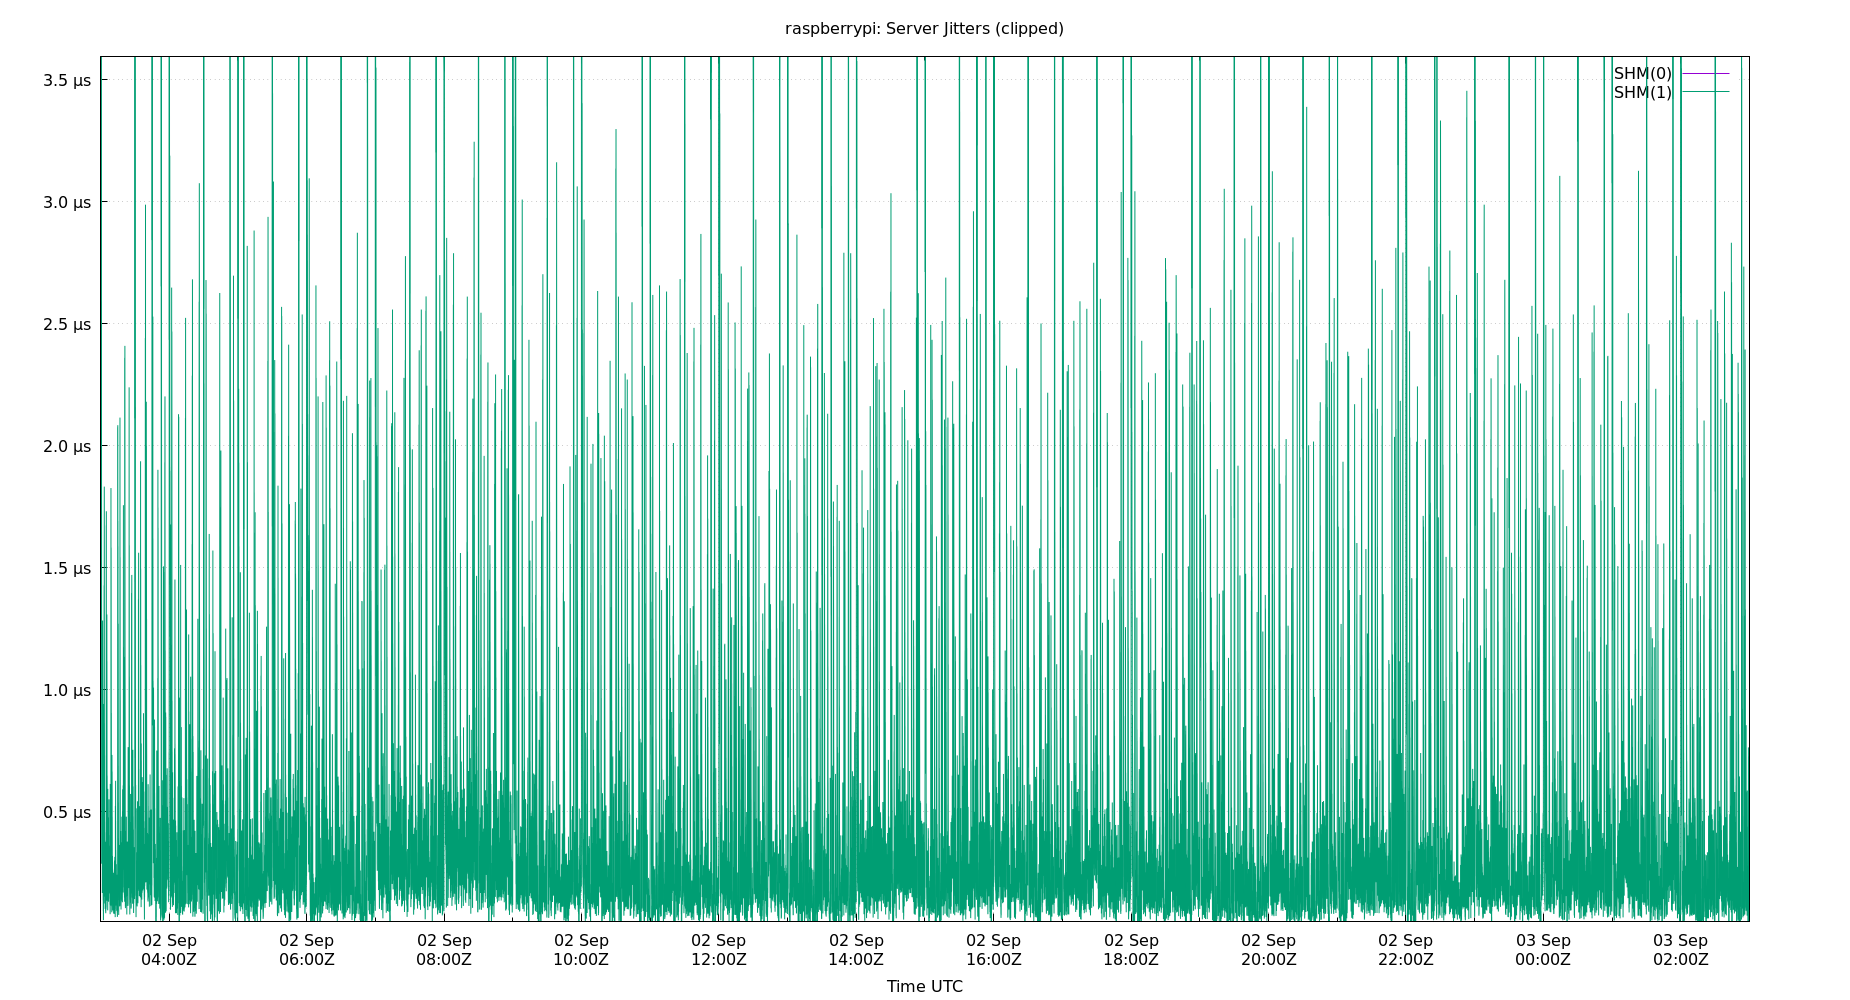 raspberrypi: Server Jitters (clipped)
3.5 µs
3.0 µs
2.5 µs
2.0 µs
1.5 µs
1.0 µs
0.5 µs
SHM(0)
SHM(1)
02 Sep 02 Sep 02 Sep 02 Sep 02 Sep 02 Sep 02 Sep 02 Sep 02 Sep 02 Sep 03 Sep 03 Sep
04:00Z 06:00Z 08:00Z 10:00Z 12:00Z 14:00Z 16:00Z 18:00Z 20:00Z 22:00Z 00:00Z 02:00Z
Time UTC